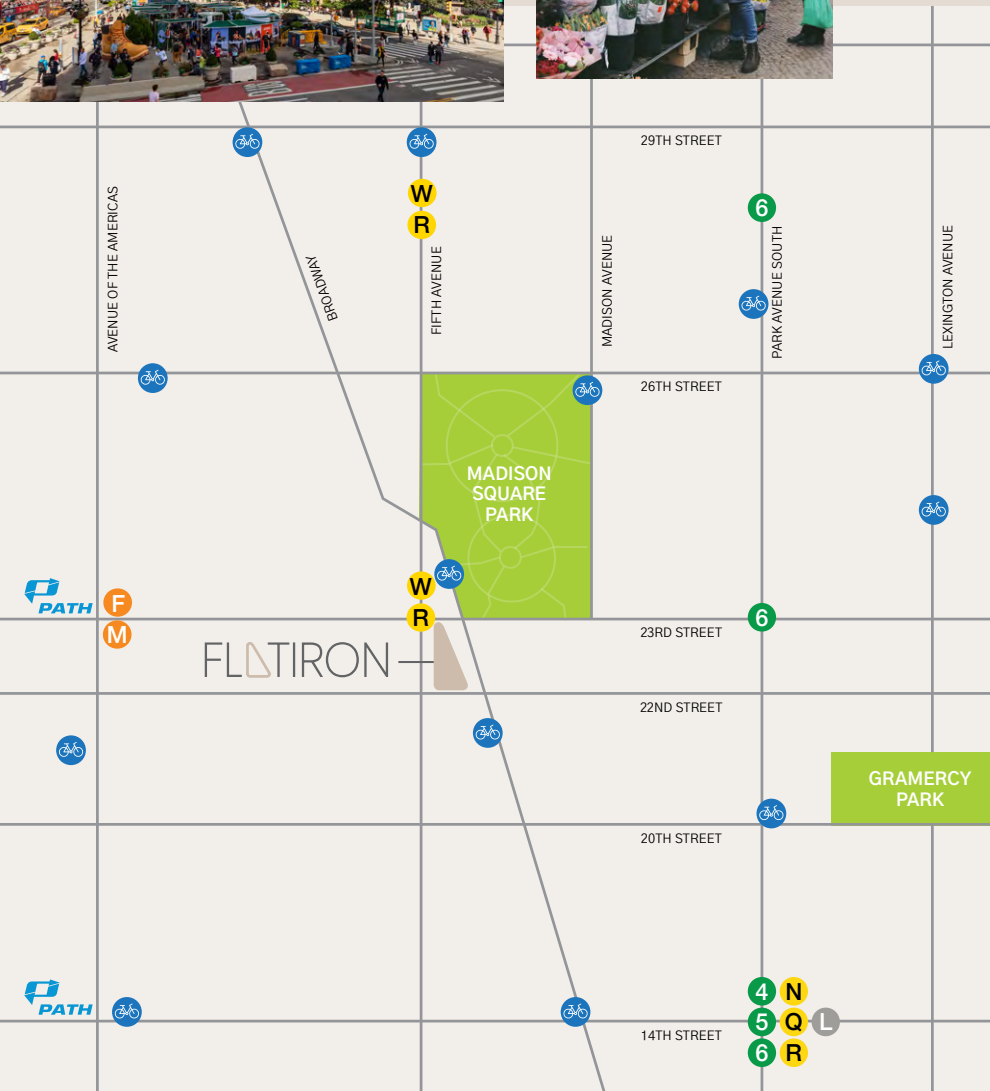 29TH STREET
AVENUE OF THE AMERICAS
BROADWAY
W
R
FIFTH AVENUE
MADISON AVENUE
6
PARK AVENUE SOUTH
LEXINGTON AVENUE
26TH STREET
MADISON
SQUARE
PARK
PATH
F
M
W
R
6
23RD STREET
FLATIRON
22ND STREET
GRAMERCY
PARK
20TH STREET
PATH
4 N
5 Q L
6 R
14TH STREET